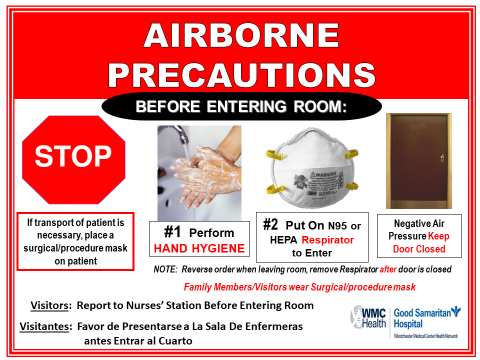 AIRBORNE
PRECAUTIONS
BEFORE ENTERING ROOM:
STOP
If transport of patient is
necessary, place a
surgical/procedure mask
on patient
#1 Perform
HAND HYGIENE
#2 Put On N95 or
HEPA Respirator
to Enter
Negative Air
Pressure Keep
Door Closed
NOTE: Reverse order when leaving room, remove Respirator after door is closed
Family Members/Visitors wear Surgical/procedure mask
Visitors: Report to Nurses' Station Before Entering Room
Visitantes: Favor de Presentarse a La Sala De Enfermeras
antes Entrar al Cuarto
WMC
Health
Good Samaritan
Hospital
Westchester Medical Center Health Network